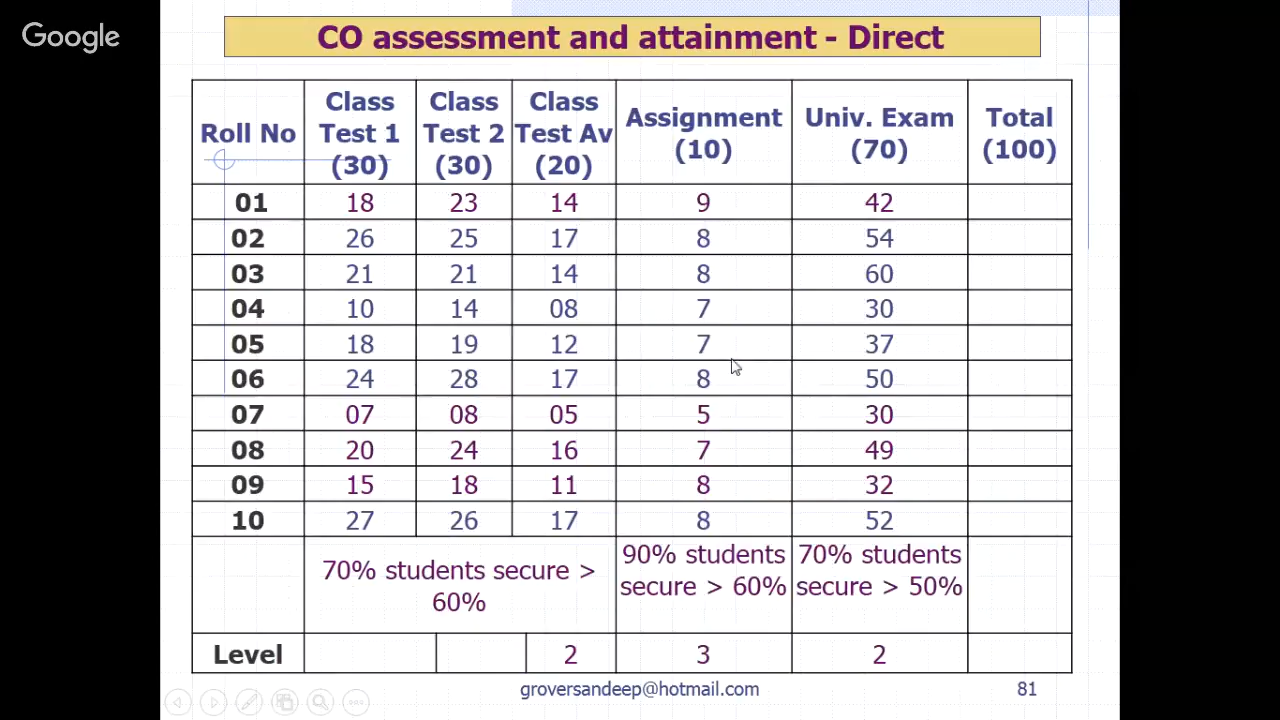 Google
CO assessment and attainment - Direct
Roll No Class Test 1 (30) Class Test 2 (30) Class Test Av (20) Assignment (10) Univ. Exam (70) Total (100)
01 18 23 14 9 42
02 26 25 17 8 54
03 21 21 14 8 60
04 10 14 08 7 30
05 18 19 12 7 37
06 24 28 17 8 50
07 07 08 05 5 30
08 20 24 16 7 49
09 15 18 11 8 32
10 27 26 17 8 52
70% students secure > 60% 90% students secure > 60% 70% students secure > 50%
Level 2 3 2
groversandeep@hotmail.com 81